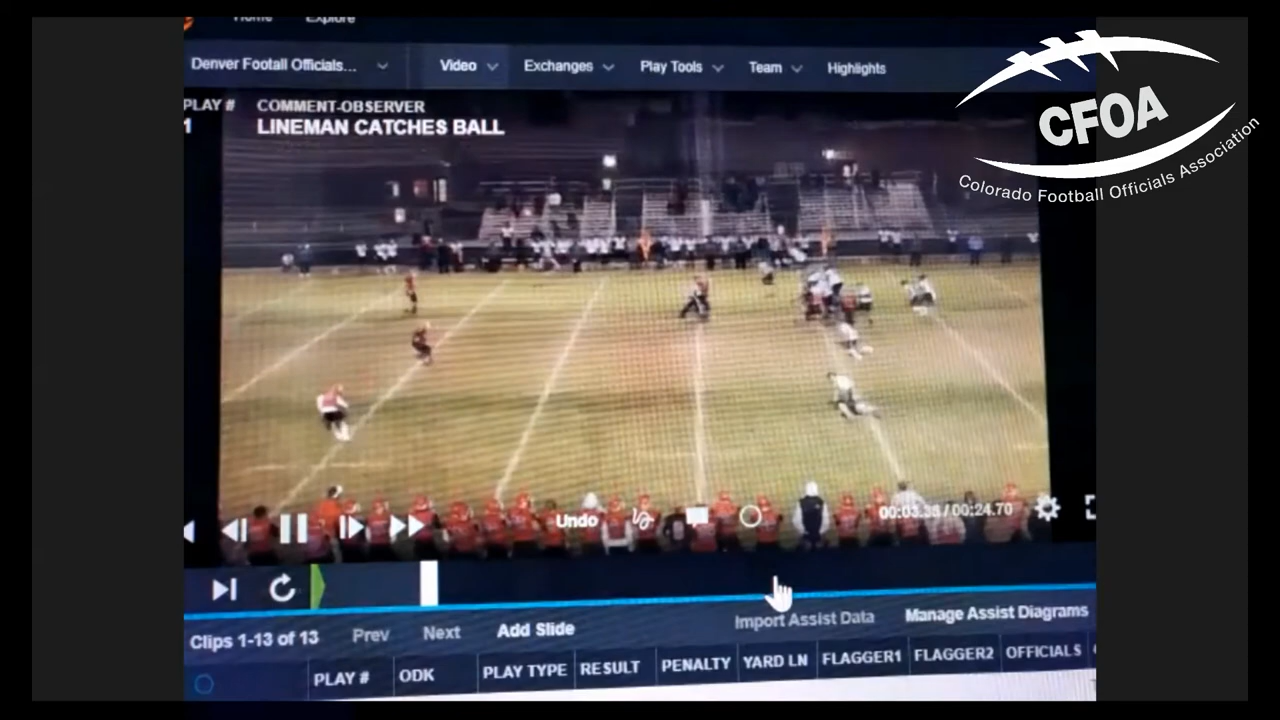 Home Explore
Denver Footall Officials... Video Exchanges Play Tools Team Highlights
PLAY # COMMENT-OBSERVER
1 LINEMAN CATCHES BALL
CFOA
Colorado Football Officials Association
Undo 00:03.38 / 00:24.70
Import Assist Data Manage Assist Diagrams
Clips 1-13 of 13 Prev Next Add Slide
PLAY # ODK PLAY TYPE RESULT PENALTY YARD LN FLAGGER1 FLAGGER2 OFFICIALS